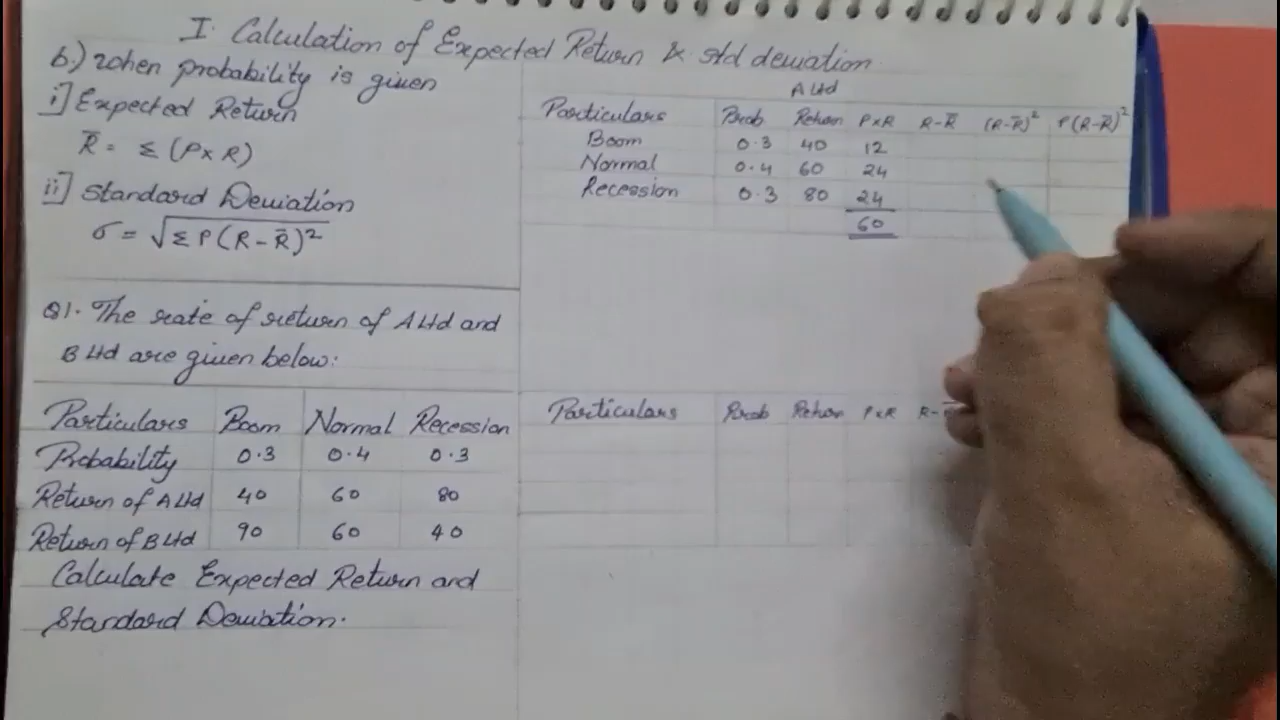 I. Calculation of Expected Return & std deviation
b.) When probability is given
i] Expected Return
R̄ = Σ (P×R)
ii] Standard Deviation
σ = √Σ P(R-R̄)²
Q1. The rate of return of A Ltd and
B Ltd are given below:
Particulars Boom Normal Recession
Probability 0.3 0.4 0.3
Return of A Ltd 40 60 80
Return of B Ltd 90 60 40
Calculate Expected Return and
Standard Deviation.
A Ltd
Particulars Prob Return P×R R-R̄ (R-R̄)² P(R-R̄)²
Boom 0.3 40 12
Normal 0.4 60 24
Recession 0.3 80 24
60
Particulars Prob Return P×R R-